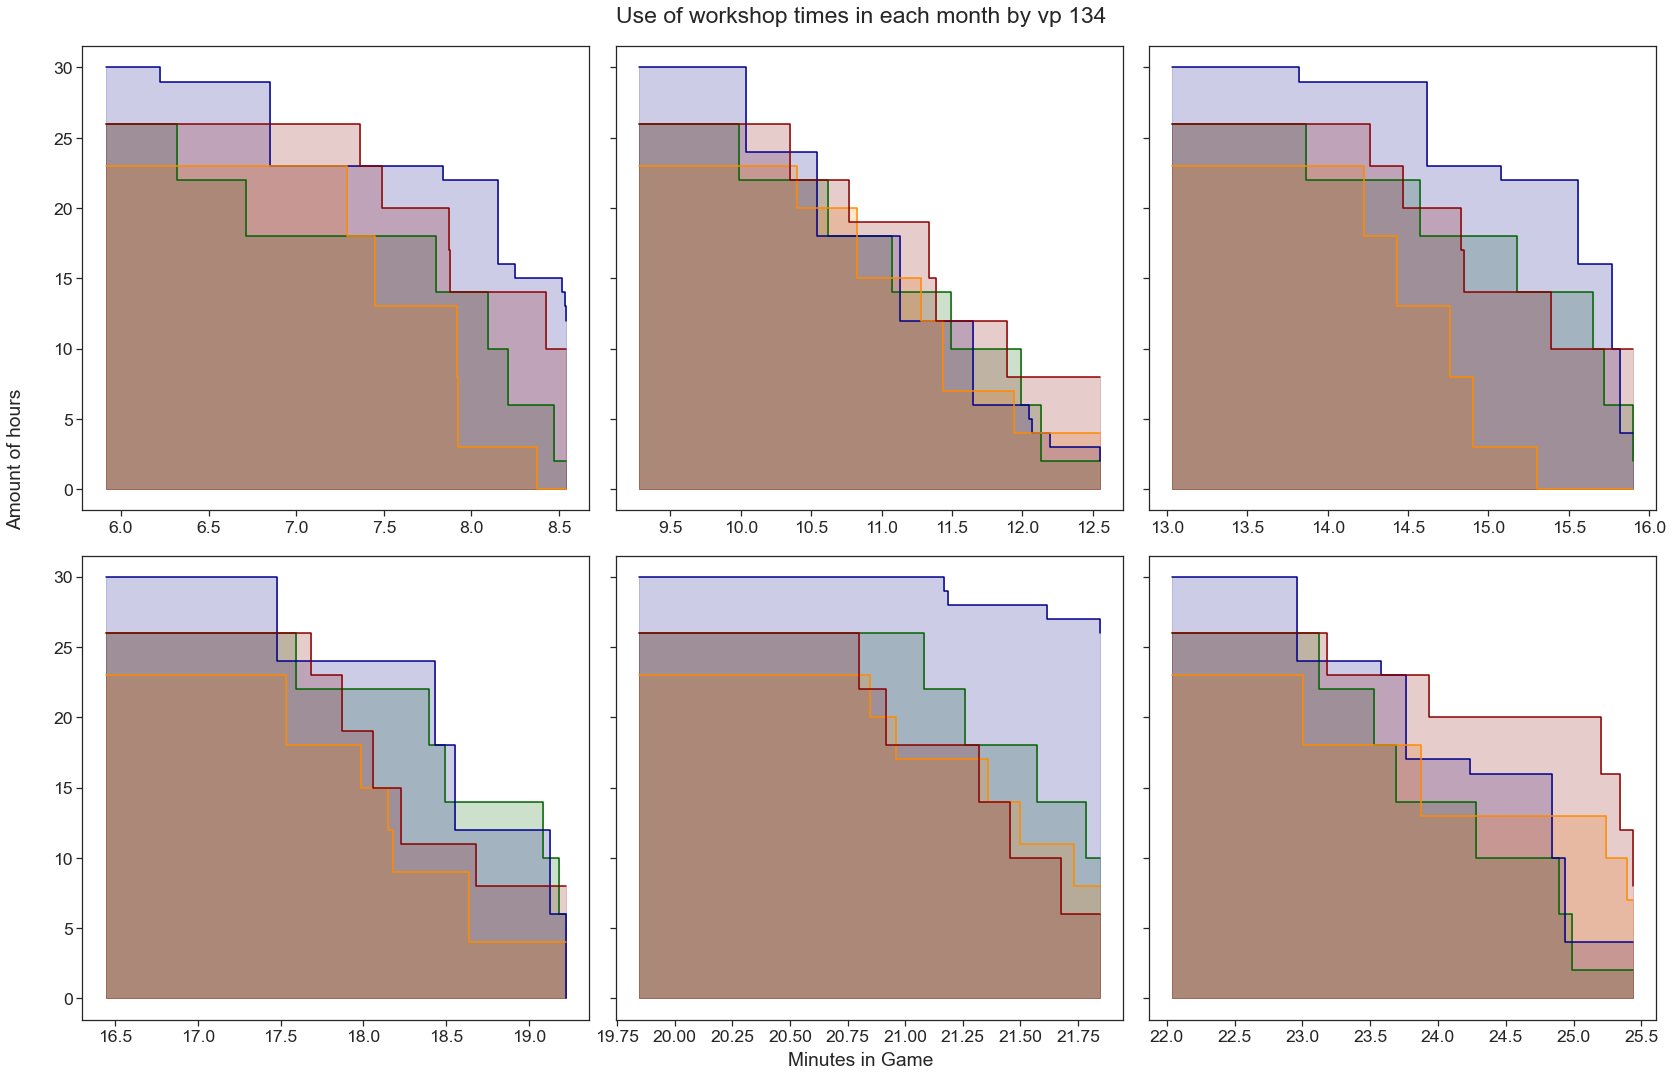 Use of workshop times in each month by vp 134
Amount of hours
30
25
20
15
10
5
0
6.0 6.5 7.0 7.5 8.0 8.5
9.5 10.0 10.5 11.0 11.5 12.0 12.5
13.0 13.5 14.0 14.5 15.0 15.5 16.0
30
25
20
15
10
5
0
16.5 17.0 17.5 18.0 18.5 19.0
19.75 20.00 20.25 20.50 20.75 21.00 21.25 21.50 21.75
22.0 22.5 23.0 23.5 24.0 24.5 25.0 25.5
Minutes in Game